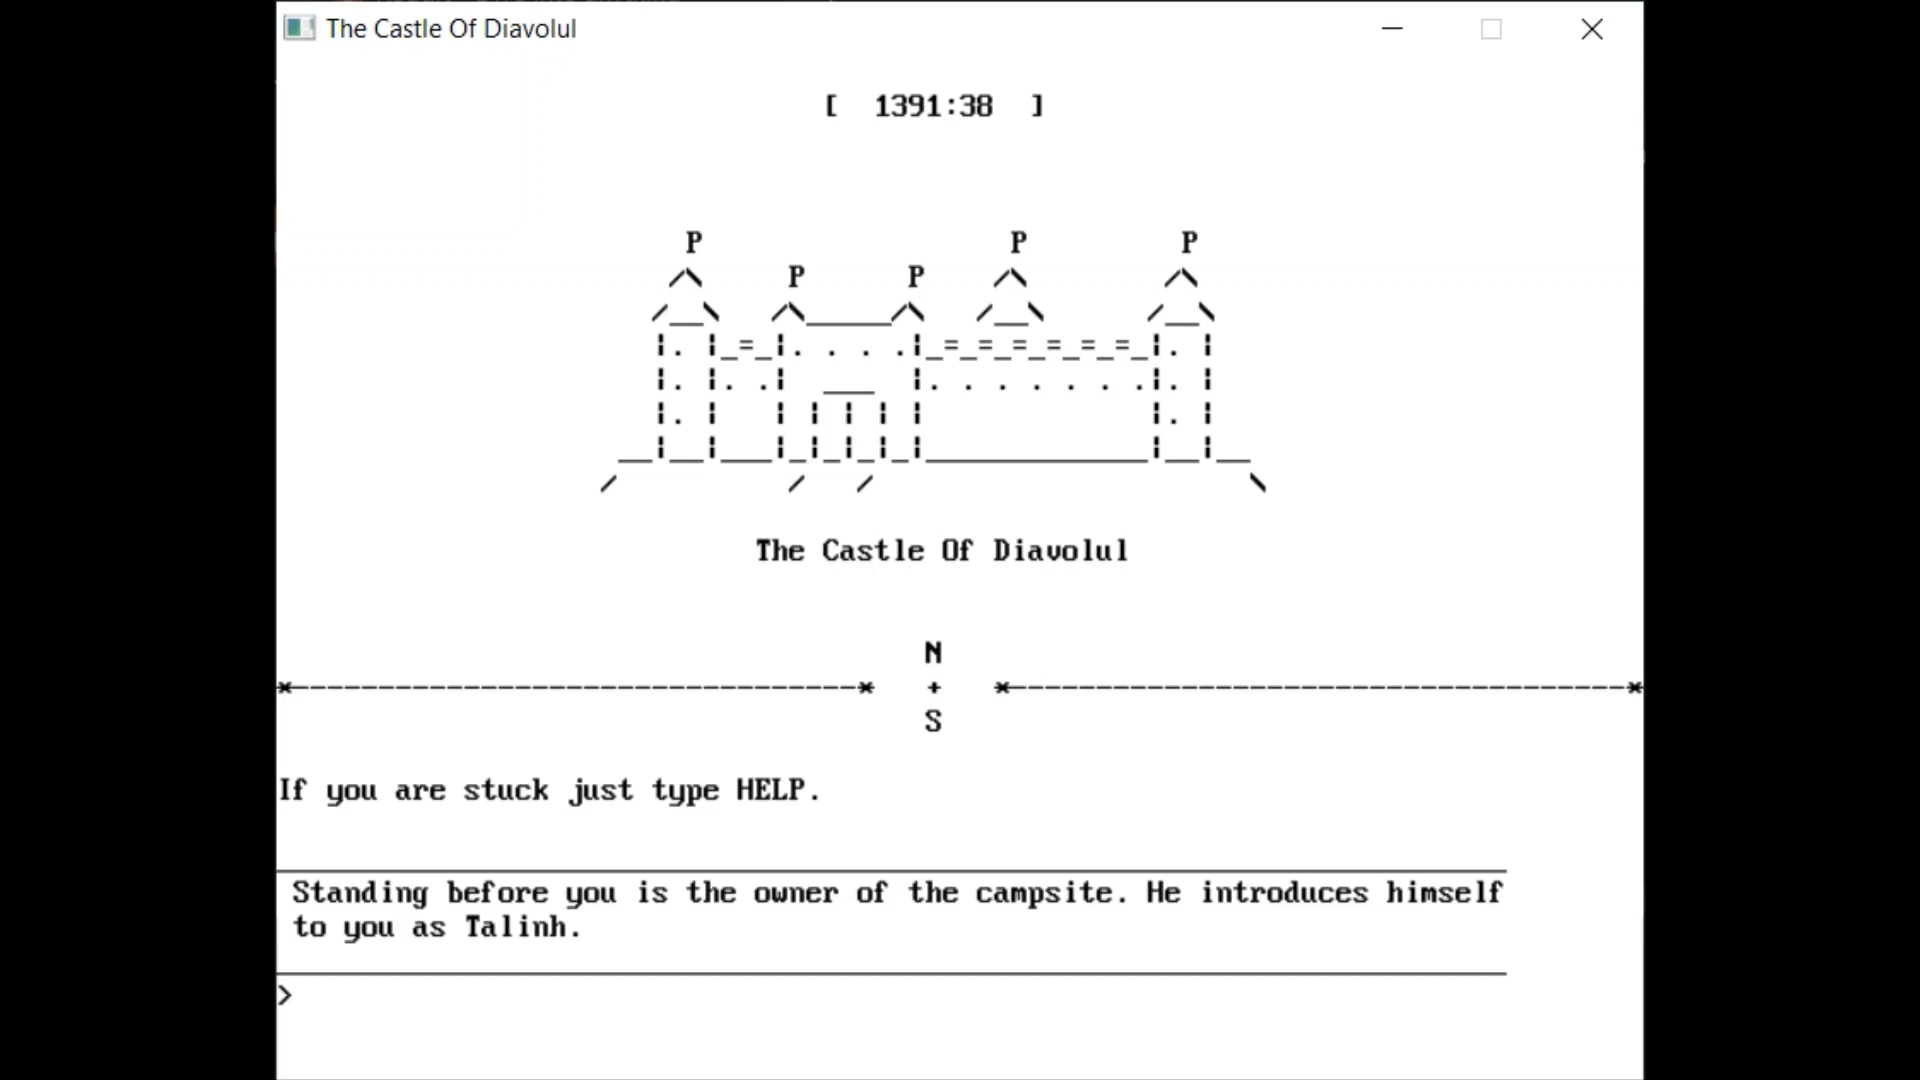 The Castle Of Diavolul
[ 1391:38 ]
P P P
P P
The Castle Of Diavolul
N
+
S
If you are stuck just type HELP.
Standing before you is the owner of the campsite. He introduces himself
to you as Talinh.
>